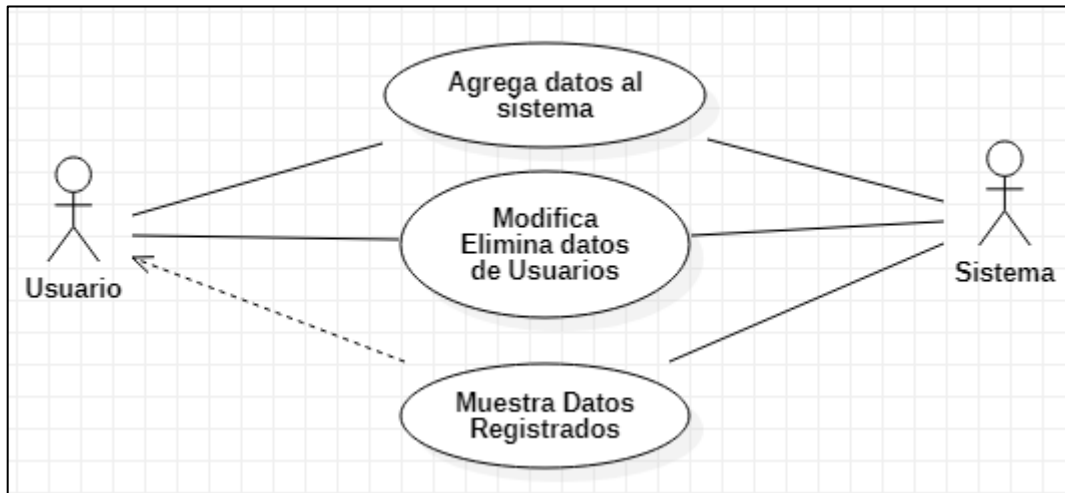 Agrega datos al
sistema
Modifica
Elimina datos
de Usuarios
Usuario
Sistema
Muestra Datos
Registrados